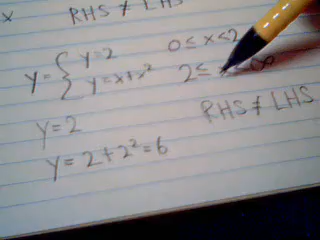 x RHS ≠ LHS
y = { y=2 0 ≤ x < 2
y = x + x² 2 ≤ x < ∞
y = 2
RHS ≠ LHS
y = 2 + 2² = 6